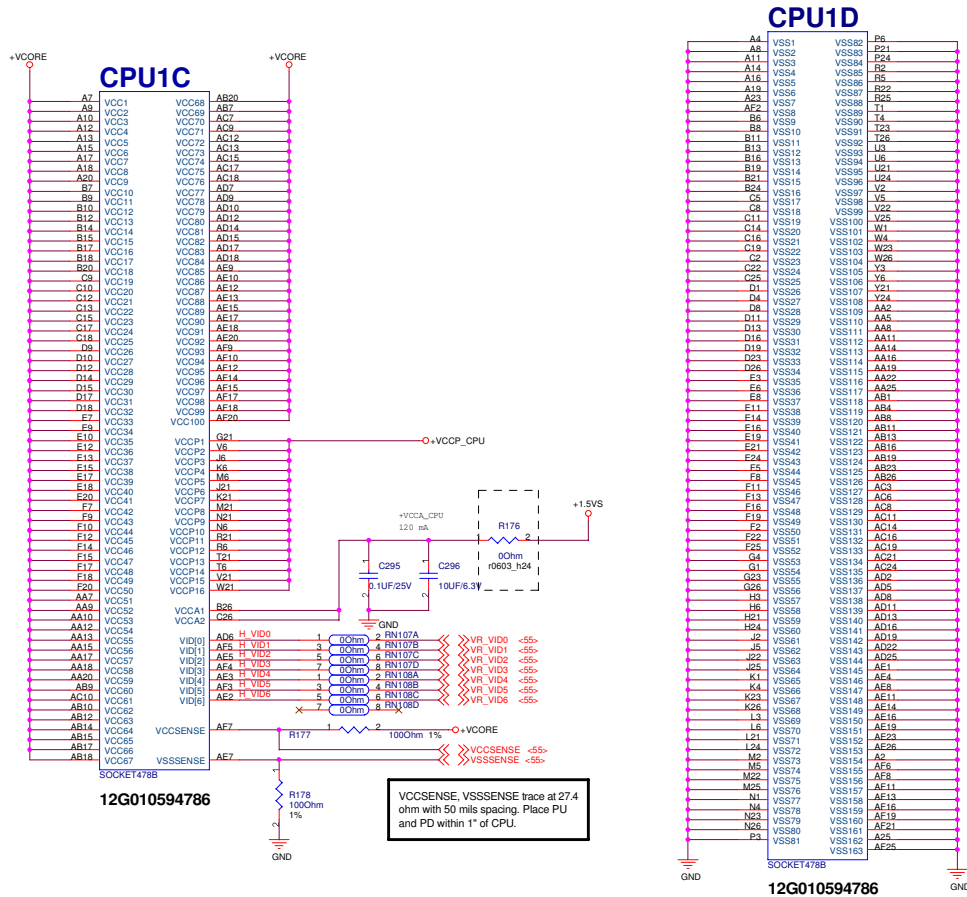 CPU1C
+VCORE
+VCORE
A7 VCC1 VCC68 AB20
A9 VCC2 VCC69 AB7
A10 VCC3 VCC70 AC7
A12 VCC4 VCC71 AC9
A13 VCC5 VCC72 AC12
A15 VCC6 VCC73 AC13
A17 VCC7 VCC74 AC15
A18 VCC8 VCC75 AC17
A20 VCC9 VCC76 AC18
B7 VCC10 VCC77 AD7
B9 VCC11 VCC78 AD9
B10 VCC12 VCC79 AD10
B12 VCC13 VCC80 AD12
B14 VCC14 VCC81 AD14
B15 VCC15 VCC82 AD15
B17 VCC16 VCC83 AD17
B18 VCC17 VCC84 AD18
B20 VCC18 VCC85 AE9
C9 VCC19 VCC86 AE10
C10 VCC20 VCC87 AE12
C12 VCC21 VCC88 AE13
C13 VCC22 VCC89 AE15
C15 VCC23 VCC90 AE17
C17 VCC24 VCC91 AE18
C18 VCC25 VCC92 AE20
D9 VCC26 VCC93 AF9
D10 VCC27 VCC94 AF10
D12 VCC28 VCC95 AF12
D14 VCC29 VCC96 AF14
D15 VCC30 VCC97 AF15
D17 VCC31 VCC98 AF17
D18 VCC32 VCC99 AF18
E7 VCC33 VCC100 AF20
E9 VCC34
E10 VCC35 VCCP1 G21 +VCCP_CPU
E12 VCC36 VCCP2 V6
E13 VCC37 VCCP3 J6
E15 VCC38 VCCP4 K6
E17 VCC39 VCCP5 M6
E18 VCC40 VCCP6 J21
E20 VCC41 VCCP7 K21
F7 VCC42 VCCP8 M21
F9 VCC43 VCCP9 N21
F10 VCC44 VCCP10 N6
F12 VCC45 VCCP11 R21
F14 VCC46 VCCP12 R6
F15 VCC47 VCCP13 T21
F17 VCC48 VCCP14 T6
F18 VCC49 VCCP15 V21
F20 VCC50 VCCP16 W21
AA7 VCC51
AA9 VCC52 VCCA1 B26
AA10 VCC53 VCCA2 C26
AA12 VCC54
AA13 VCC55 VID[0] AD6 H_VID0 1 0Ohm 2 RN107A VR_VID0 <55>
AA15 VCC56 VID[1] AF5 H_VID1 3 0Ohm 4 RN107B VR_VID1 <55>
AA17 VCC57 VID[2] AE5 H_VID2 5 0Ohm 6 RN107C VR_VID2 <55>
AA18 VCC58 VID[3] AF4 H_VID3 7 0Ohm 8 RN107D VR_VID3 <55>
AA20 VCC59 VID[4] AE3 H_VID4 1 0Ohm 2 RN108A VR_VID4 <55>
AB9 VCC60 VID[5] AF3 H_VID5 3 0Ohm 4 RN108B VR_VID5 <55>
AC10 VCC61 VID[6] AE2 H_VID6 5 0Ohm 6 RN108C VR_VID6 <55>
AB10 VCC62 7 0Ohm 8 RN108D
AB12 VCC63
AB14 VCC64 VCCSENSE AF7 R177 1 2 100Ohm 1% +VCORE
AB15 VCC65
AB17 VCC66 VCCSENSE <55>
AB18 VCC67 VSSSENSE AE7 VSSSENSE <55>
SOCKET478B
12G010594786
+VCCA_CPU
120 mA
1 R176 2
0Ohm
r0603_h24
+1.5VS
1 C295 2
0.1UF/25V
1 C296 2
10UF/6.3V
GND
1 R178 2
100Ohm
1%
GND
VCCSENSE, VSSSENSE trace at 27.4
ohm with 50 mils spacing. Place PU
and PD within 1" of CPU.
CPU1D
A4 VSS1 VSS82 P6
A8 VSS2 VSS83 P21
A11 VSS3 VSS84 P24
A14 VSS4 VSS85 R2
A16 VSS5 VSS86 R5
A19 VSS6 VSS87 R22
A23 VSS7 VSS88 R25
AF2 VSS8 VSS89 T1
B6 VSS9 VSS90 T4
B8 VSS10 VSS91 T23
B11 VSS11 VSS92 T26
B13 VSS12 VSS93 U3
B16 VSS13 VSS94 U6
B19 VSS14 VSS95 U21
B21 VSS15 VSS96 U24
B24 VSS16 VSS97 V2
C5 VSS17 VSS98 V5
C8 VSS18 VSS99 V22
C11 VSS19 VSS100 V25
C14 VSS20 VSS101 W1
C16 VSS21 VSS102 W4
C19 VSS22 VSS103 W23
C2 VSS23 VSS104 W26
C22 VSS24 VSS105 Y3
C25 VSS25 VSS106 Y6
D1 VSS26 VSS107 Y21
D4 VSS27 VSS108 Y24
D8 VSS28 VSS109 AA2
D11 VSS29 VSS110 AA5
D13 VSS30 VSS111 AA8
D16 VSS31 VSS112 AA11
D19 VSS32 VSS113 AA14
D23 VSS33 VSS114 AA16
D26 VSS34 VSS115 AA19
E3 VSS35 VSS116 AA22
E6 VSS36 VSS117 AA25
E8 VSS37 VSS118 AB1
E11 VSS38 VSS119 AB4
E14 VSS39 VSS120 AB8
E16 VSS40 VSS121 AB11
E19 VSS41 VSS122 AB13
E21 VSS42 VSS123 AB16
E24 VSS43 VSS124 AB19
F5 VSS44 VSS125 AB23
F8 VSS45 VSS126 AB26
F11 VSS46 VSS127 AC3
F13 VSS47 VSS128 AC6
F16 VSS48 VSS129 AC8
F19 VSS49 VSS130 AC11
F2 VSS50 VSS131 AC14
F22 VSS51 VSS132 AC16
F25 VSS52 VSS133 AC19
G4 VSS53 VSS134 AC21
G1 VSS54 VSS135 AC24
G23 VSS55 VSS136 AD2
G26 VSS56 VSS137 AD5
H3 VSS57 VSS138 AD8
H6 VSS58 VSS139 AD11
H21 VSS59 VSS140 AD13
H24 VSS60 VSS141 AD16
J2 VSS61 VSS142 AD19
J5 VSS62 VSS143 AD22
J22 VSS63 VSS144 AD25
J25 VSS64 VSS145 AE1
K1 VSS65 VSS146 AE4
K4 VSS66 VSS147 AE8
K23 VSS67 VSS148 AE11
K26 VSS68 VSS149 AE14
L3 VSS69 VSS150 AE16
L6 VSS70 VSS151 AE19
L21 VSS71 VSS152 AE23
L24 VSS72 VSS153 AE26
M2 VSS73 VSS154 A2
M5 VSS74 VSS155 AF6
M22 VSS75 VSS156 AF8
M25 VSS76 VSS157 AF11
N1 VSS77 VSS158 AF13
N4 VSS78 VSS159 AF16
N23 VSS79 VSS160 AF19
N26 VSS80 VSS161 AF21
P3 VSS81 VSS162 A25
VSS163 AF25
SOCKET478B
GND
GND
12G010594786